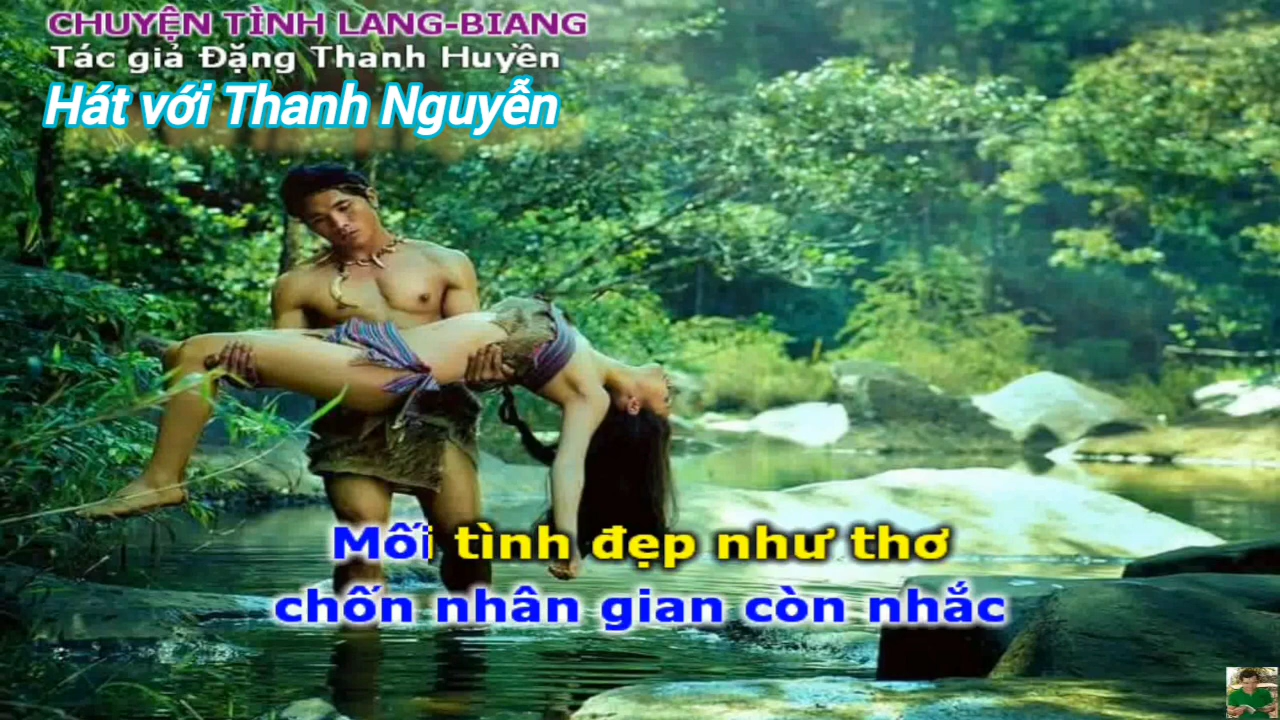 CHUYỆN TÌNH LANG-BIANG
Tác giả Đặng Thanh Huyền
Hát với Thanh Nguyễn
Mối tình đẹp như thơ
chốn nhân gian còn nhắc